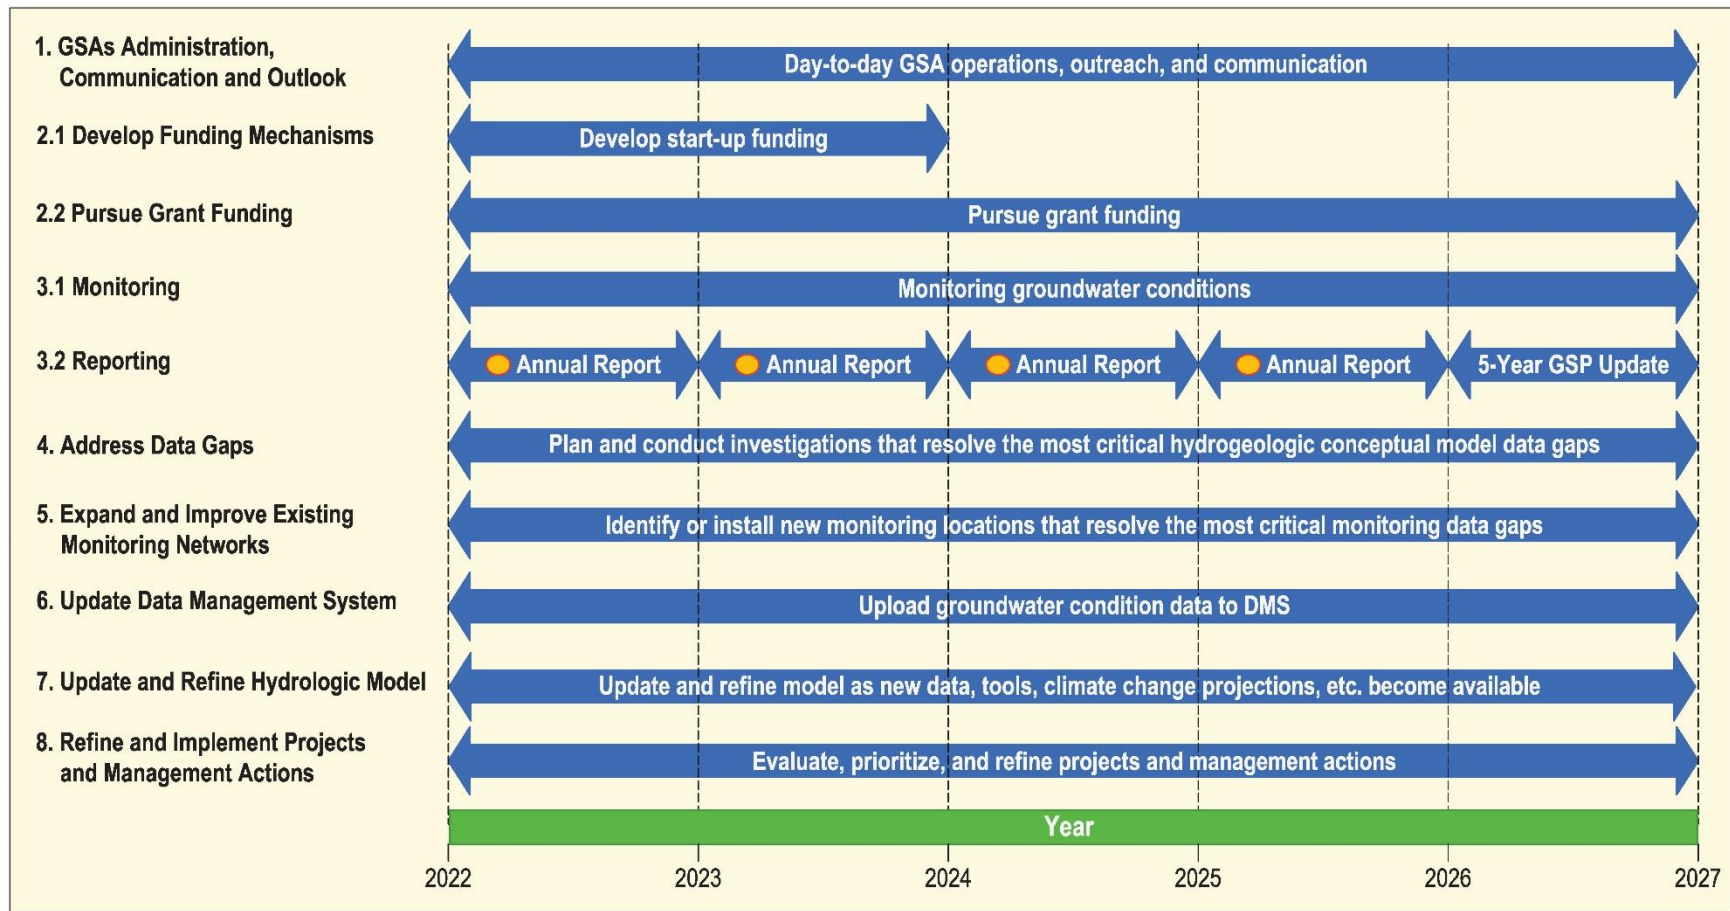 1. GSAs Administration,
Communication and Outlook
Day-to-day GSA operations, outreach, and communication
2.1 Develop Funding Mechanisms
Develop start-up funding
2.2 Pursue Grant Funding
Pursue grant funding
3.1 Monitoring
Monitoring groundwater conditions
3.2 Reporting
Annual Report
Annual Report
Annual Report
Annual Report
5-Year GSP Update
4. Address Data Gaps
Plan and conduct investigations that resolve the most critical hydrogeologic conceptual model data gaps
5. Expand and Improve Existing
Monitoring Networks
Identify or install new monitoring locations that resolve the most critical monitoring data gaps
6. Update Data Management System
Upload groundwater condition data to DMS
7. Update and Refine Hydrologic Model
Update and refine model as new data, tools, climate change projections, etc. become available
8. Refine and Implement Projects
and Management Actions
Evaluate, prioritize, and refine projects and management actions
Year
2022
2023
2024
2025
2026
2027